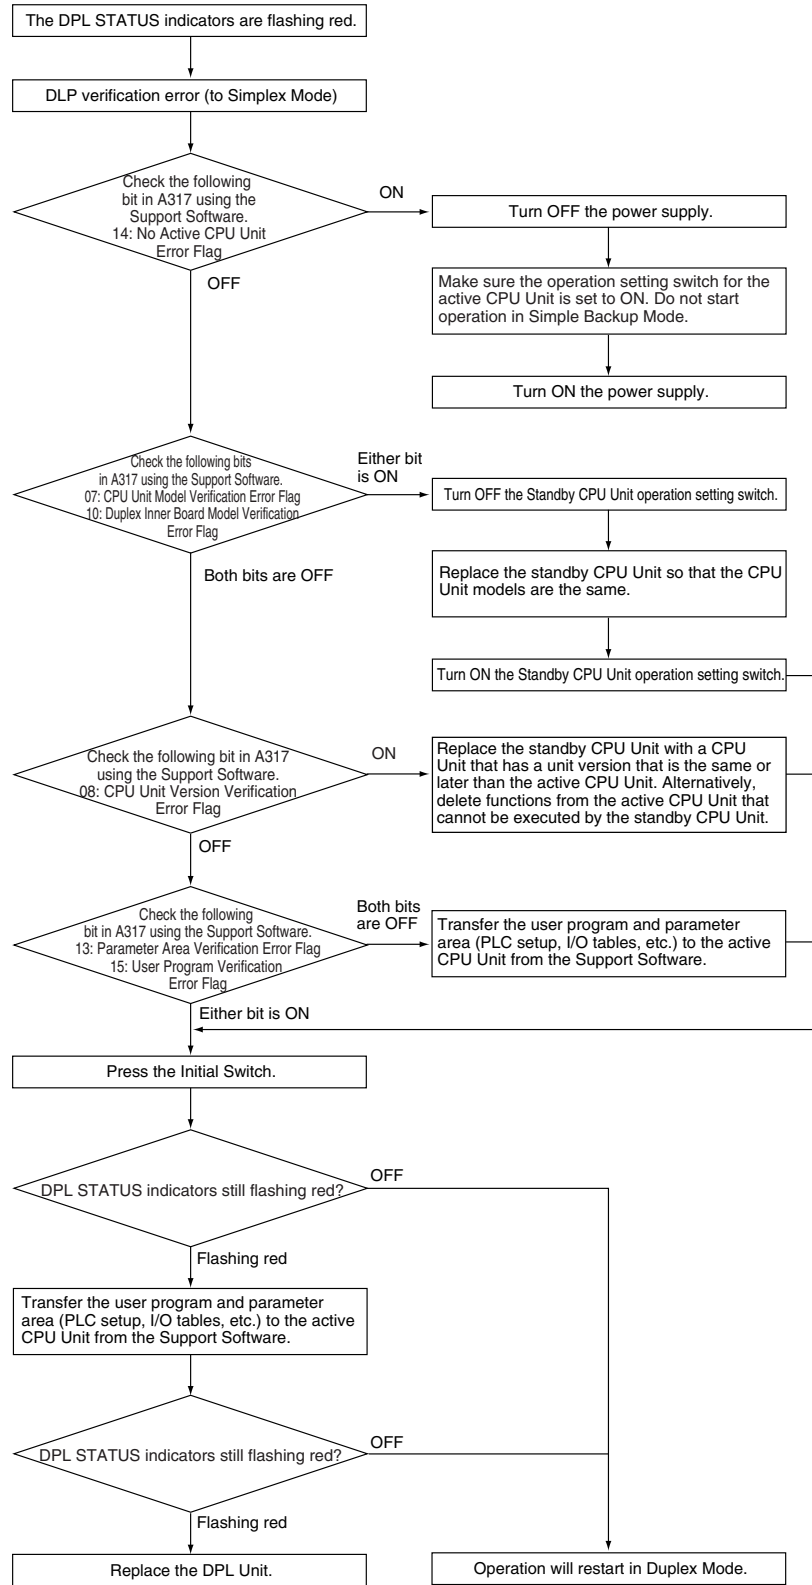 The DPL STATUS indicators are flashing red.
DLP verification error (to Simplex Mode)
Check the following
bit in A317 using the
Support Software.
14: No Active CPU Unit
Error Flag
ON
Turn OFF the power supply.
OFF
Make sure the operation setting switch for the
active CPU Unit is set to ON. Do not start
operation in Simple Backup Mode.
Turn ON the power supply.
Check the following bits
in A317 using the Support Software.
07: CPU Unit Model Verification Error Flag
10: Duplex Inner Board Model Verification
Error Flag
Either bit
is ON
Turn OFF the Standby CPU Unit operation setting switch.
Both bits are OFF
Replace the standby CPU Unit so that the CPU
Unit models are the same.
Turn ON the Standby CPU Unit operation setting switch.
Check the following bit in A317
using the Support Software.
08: CPU Unit Version Verification
Error Flag
ON
Replace the standby CPU Unit with a CPU
Unit that has a unit version that is the same or
later than the active CPU Unit. Alternatively,
delete functions from the active CPU Unit that
cannot be executed by the standby CPU Unit.
OFF
Check the following
bit in A317 using the Support Software.
13: Parameter Area Verification Error Flag
15: User Program Verification
Error Flag
Both bits
are OFF
Transfer the user program and parameter
area (PLC setup, I/O tables, etc.) to the active
CPU Unit from the Support Software.
Either bit is ON
Press the Initial Switch.
DPL STATUS indicators still flashing red?
OFF
Flashing red
Transfer the user program and parameter
area (PLC setup, I/O tables, etc.) to the active
CPU Unit from the Support Software.
DPL STATUS indicators still flashing red?
OFF
Flashing red
Replace the DPL Unit.
Operation will restart in Duplex Mode.